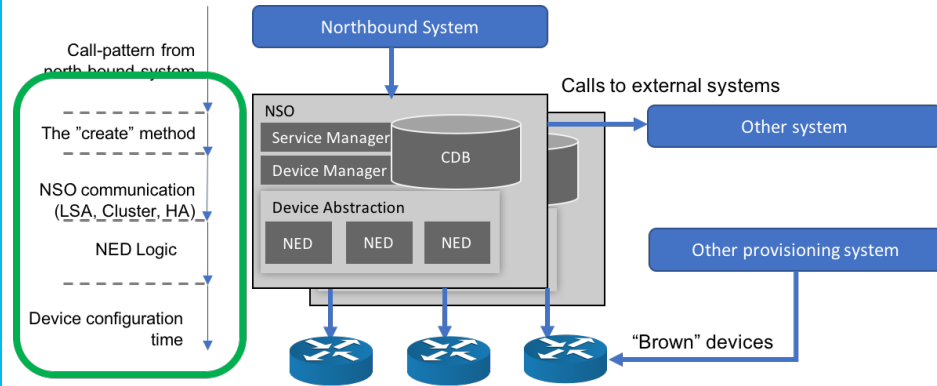 Call-pattern from
north-bound-system
The ”create” method
NSO communication
(LSA, Cluster, HA)
NED Logic
Device configuration
time
Northbound System
Calls to external systems
NSO
Service Manager
CDB
Device Manager
Device Abstraction
NED
NED
NED
Other system
Other provisioning system
“Brown” devices